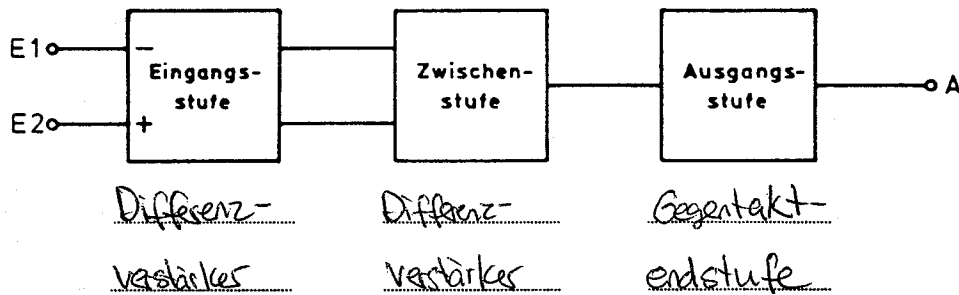 E1 − Eingangs- Zwischen- Ausgangs- A
stufe stufe stufe
E2 +
Differenz- Differenz- Gegentakt-
verstärker verstärker endstufe